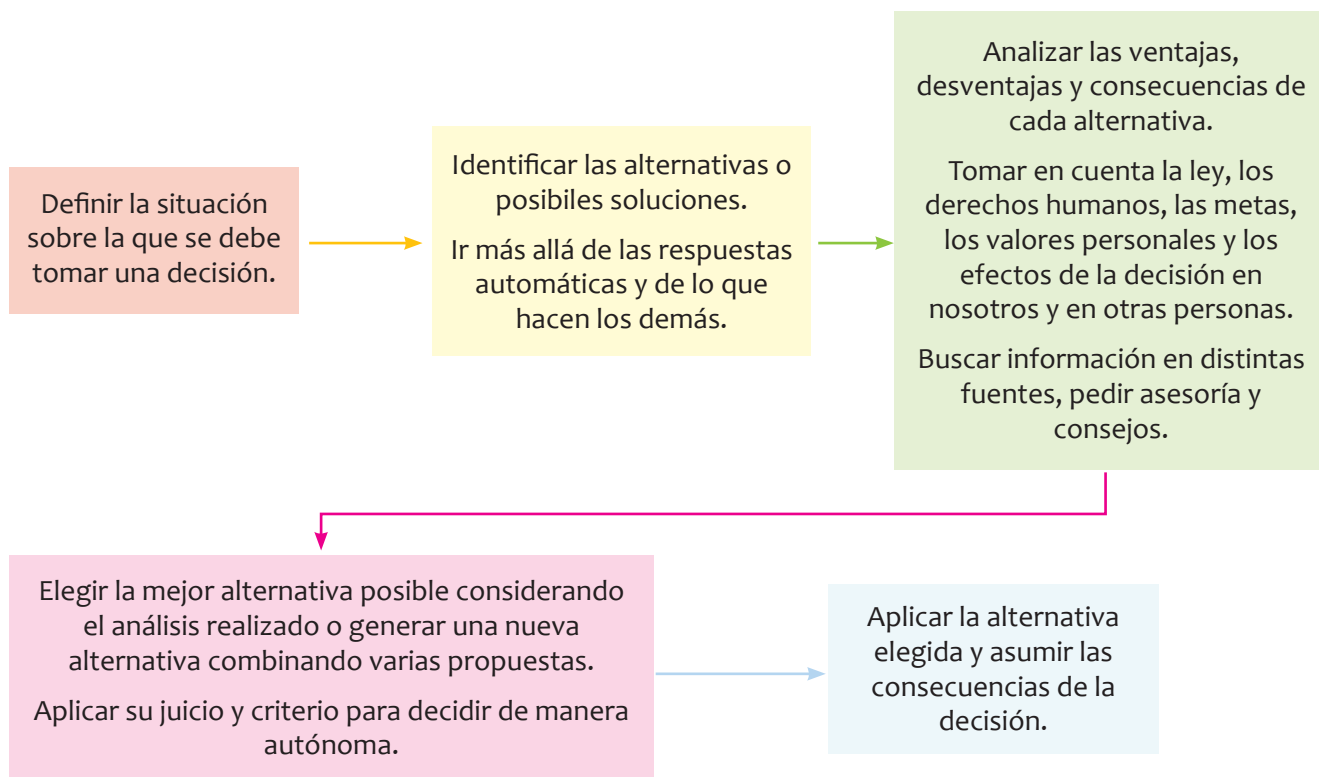 Definir la situación
sobre la que se debe
tomar una decisión.
Identificar las alternativas o
posibiles soluciones.
Ir más allá de las respuestas
automáticas y de lo que
hacen los demás.
Analizar las ventajas,
desventajas y consecuencias de
cada alternativa.
Tomar en cuenta la ley, los
derechos humanos, las metas,
los valores personales y los
efectos de la decisión en
nosotros y en otras personas.
Buscar información en distintas
fuentes, pedir asesoría y
consejos.
Elegir la mejor alternativa posible considerando
el análisis realizado o generar una nueva
alternativa combinando varias propuestas.
Aplicar su juicio y criterio para decidir de manera
autónoma.
Aplicar la alternativa
elegida y asumir las
consecuencias de la
decisión.